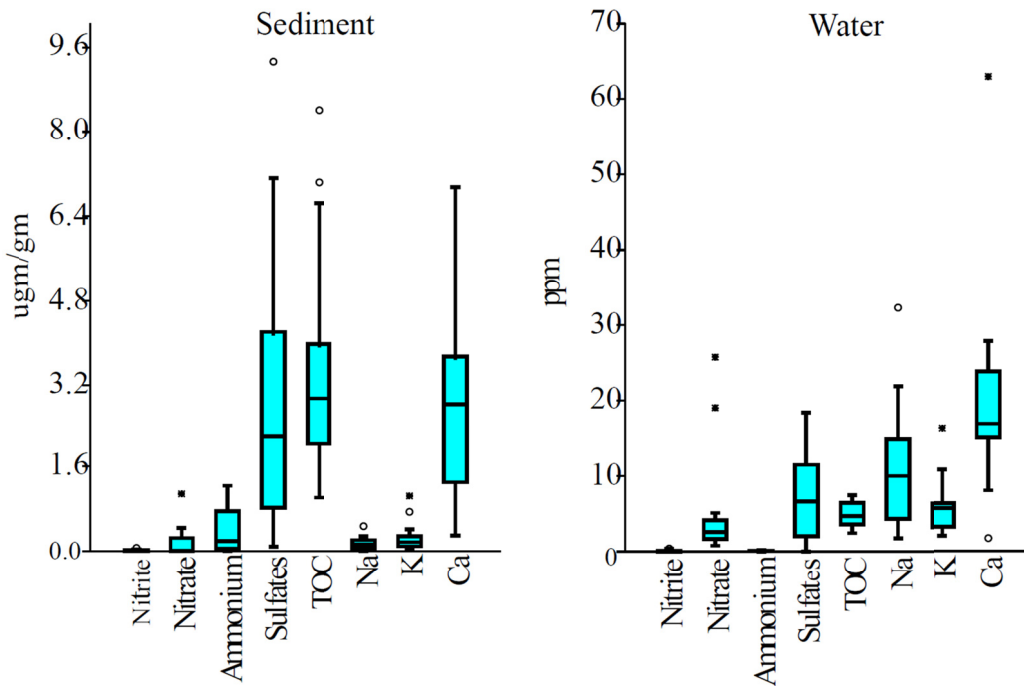 Sediment
9.6
8.0
6.4
4.8
3.2
1.6
0.0
ugm/gm
Nitrite
Nitrate
Ammonium
Sulfates
TOC
Na
K
Ca
Water
70
60
50
40
30
20
10
0
ppm
Nitrite
Nitrate
Ammonium
Sulfates
TOC
Na
K
Ca